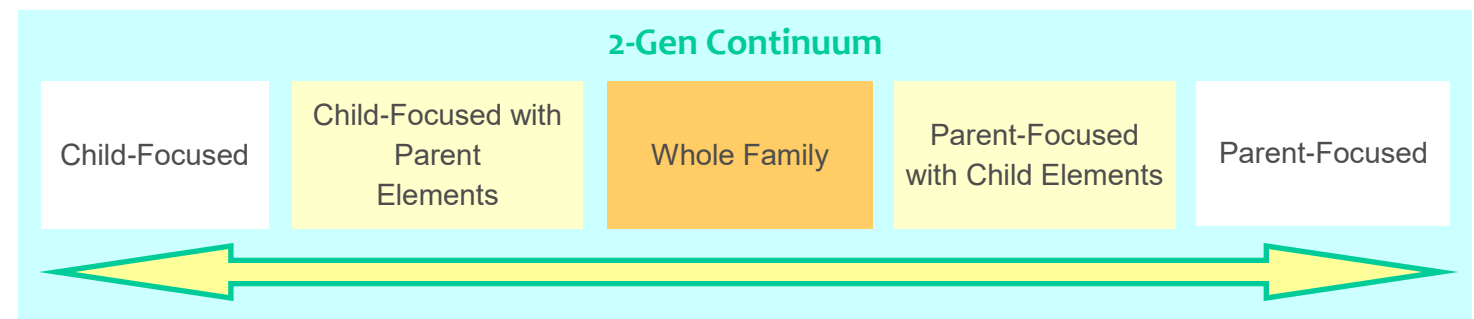 2-Gen Continuum
Child-Focused
Child-Focused with
Parent
Elements
Whole Family
Parent-Focused
with Child Elements
Parent-Focused